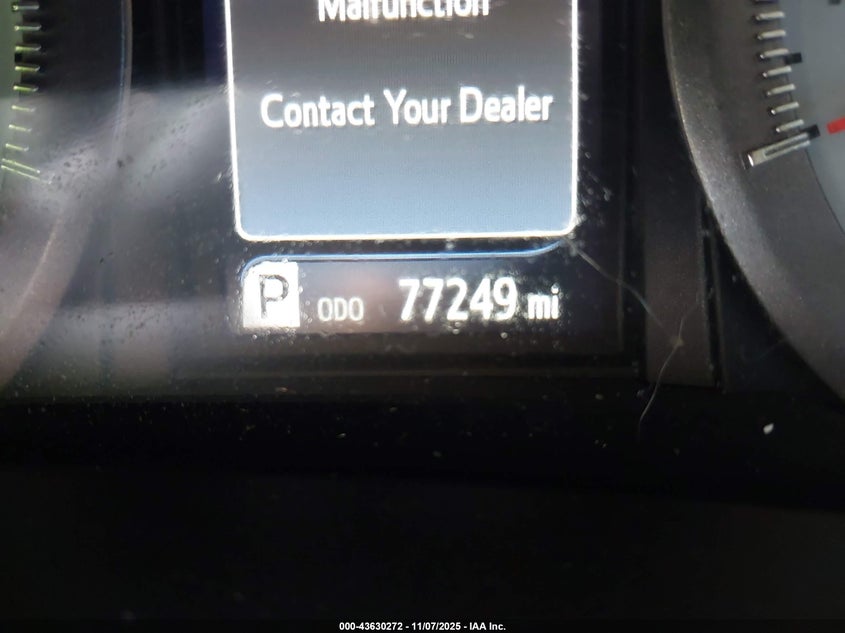 Malfunction
Contact Your Dealer
P ODO 77249 mi
000-43630272 - 11/07/2025 - IAA Inc.